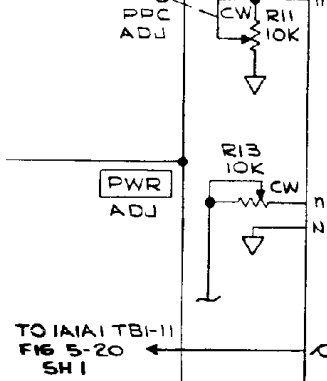 PPC
ADJ
CW
R11
10K
R13
10K
CW
PWR
ADJ
n
N
TO 1A1A1 TB1-11
FIG 5-20
SH 1